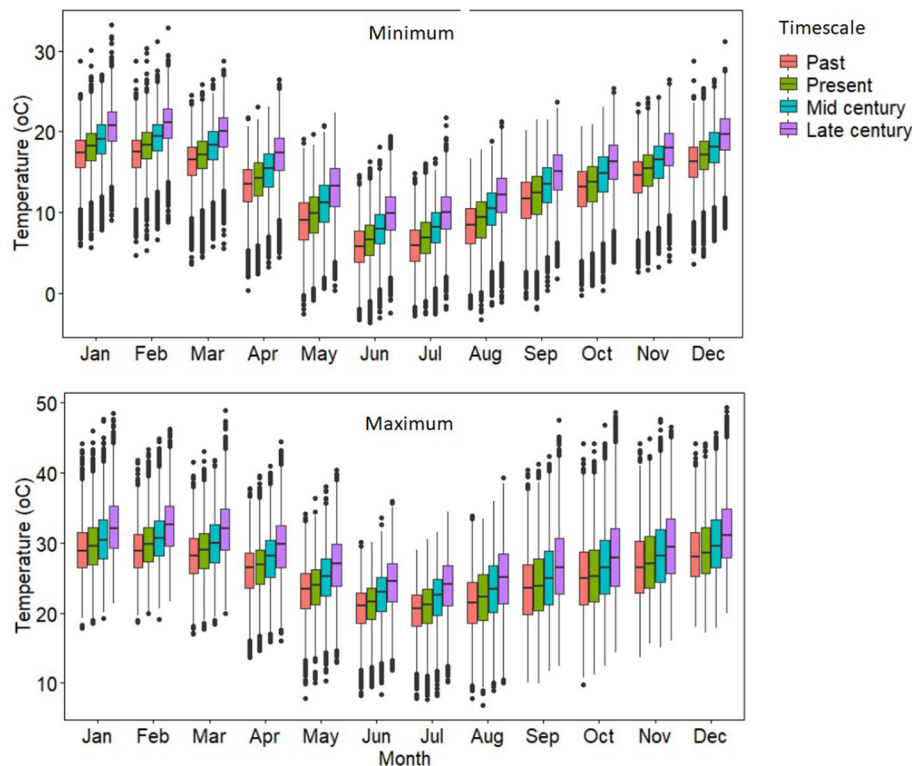 Minimum
Timescale
Past
Present
Mid century
Late century
Temperature (oC)
30
20
10
0
Jan Feb Mar Apr May Jun Jul Aug Sep Oct Nov Dec
Maximum
Temperature (oC)
50
40
30
20
10
Jan Feb Mar Apr May Jun Jul Aug Sep Oct Nov Dec
Month